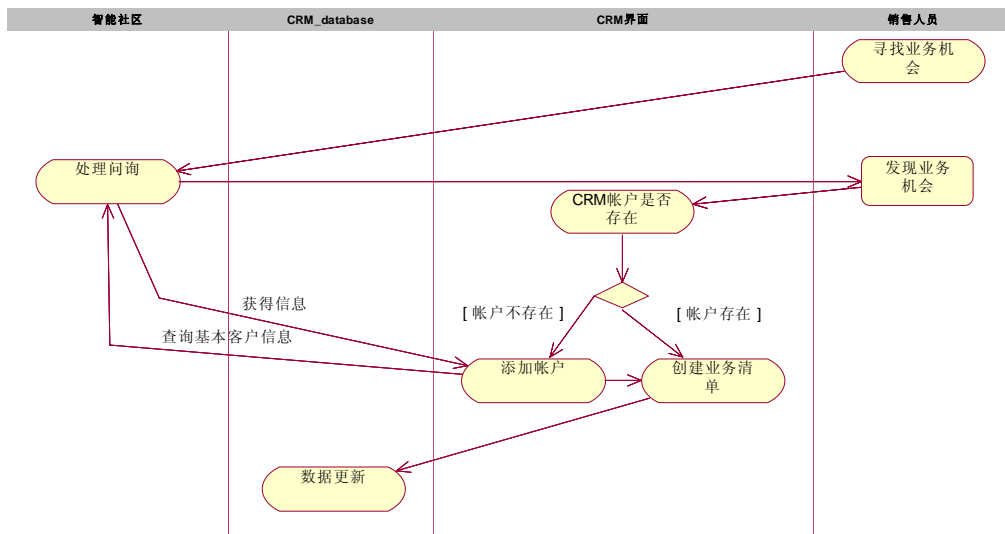 智能社区
CRM_database
CRM界面
销售人员
寻找业务机
会
处理问询
发现业务
机会
CRM帐户是否
存在
获得信息
[ 帐户不存在 ]
[ 帐户存在 ]
查询基本客户信息
添加帐户
创建业务清
单
数据更新